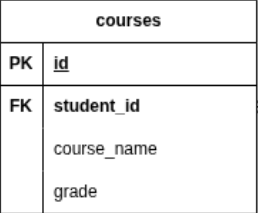 courses
PK id
FK student_id
course_name
grade